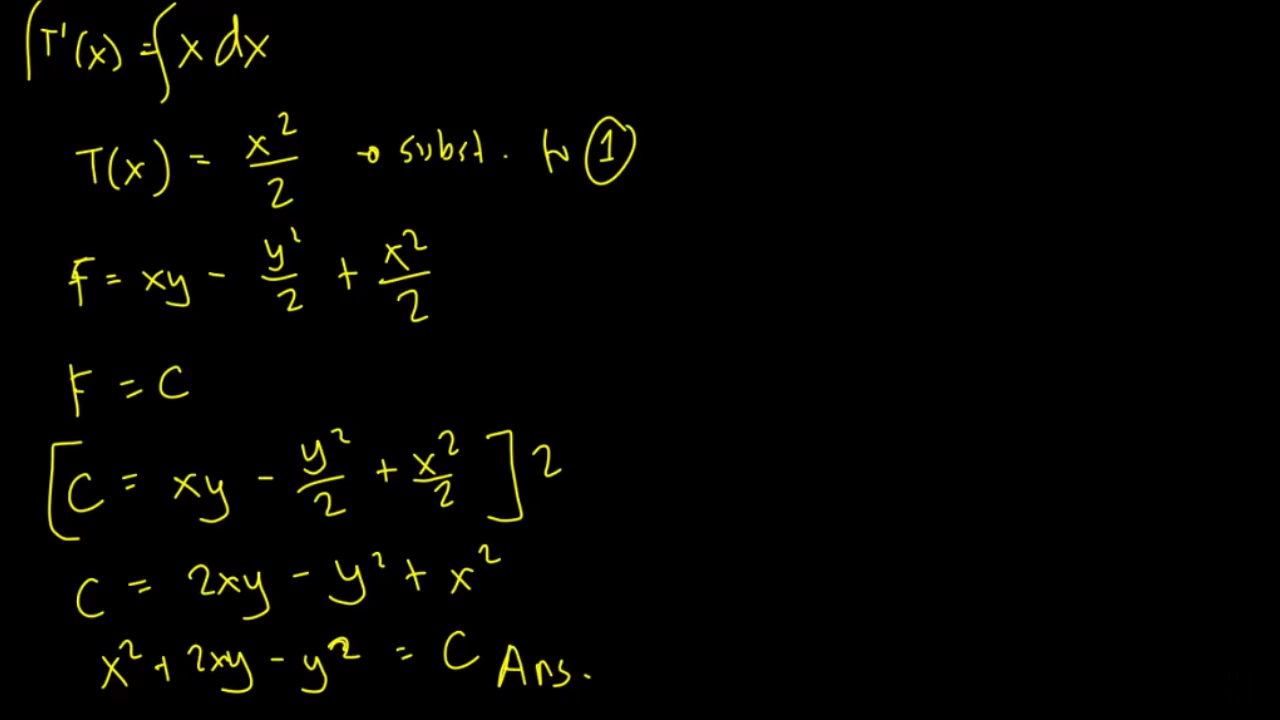 ∫T'(x) = ∫x dx
T(x) = x²/2 → subst. to ①
F = xy - y²/2 + x²/2
F = C
[C = xy - y²/2 + x²/2] 2
C = 2xy - y² + x²
x² + 2xy - y² = C Ans.